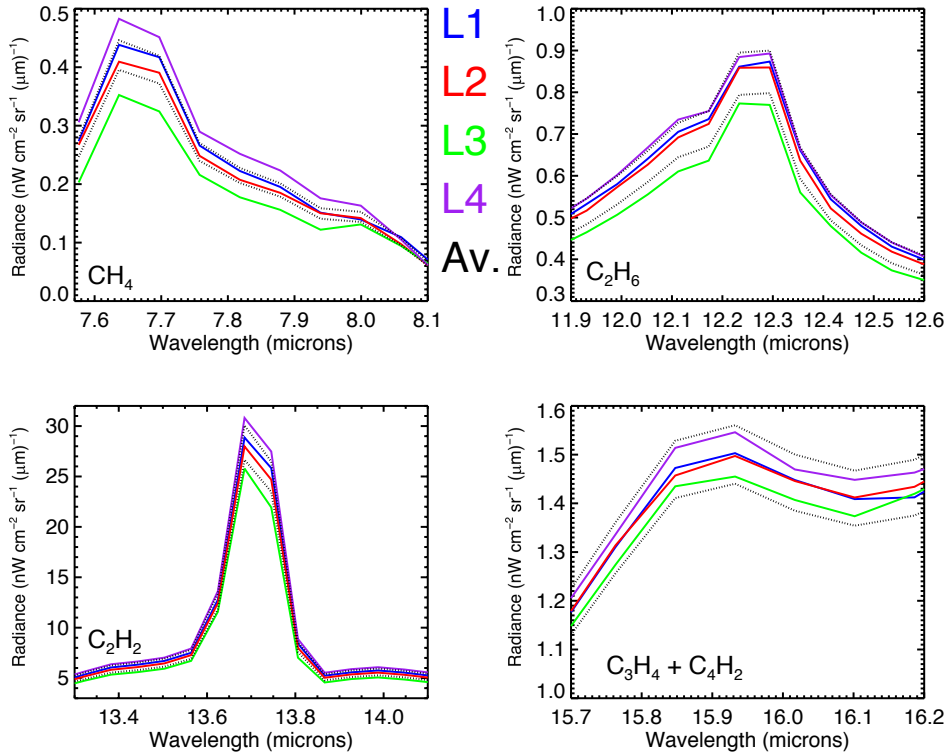 0.5
0.4
0.3
0.2
0.1
0.0
Radiance (nW cm⁻² sr⁻¹ (μm)⁻¹)
CH₄
7.6 7.7 7.8 7.9 8.0 8.1
Wavelength (microns)
L1
L2
L3
L4
Av.
1.0
0.9
0.8
0.7
0.6
0.5
0.4
0.3
Radiance (nW cm⁻² sr⁻¹ (μm)⁻¹)
C₂H₆
11.9 12.0 12.1 12.2 12.3 12.4 12.5 12.6
Wavelength (microns)
30
25
20
15
10
5
Radiance (nW cm⁻² sr⁻¹ (μm)⁻¹)
C₂H₂
13.4 13.6 13.8 14.0
Wavelength (microns)
1.6
1.5
1.4
1.3
1.2
1.1
1.0
Radiance (nW cm⁻² sr⁻¹ (μm)⁻¹)
C₃H₄ + C₄H₂
15.7 15.8 15.9 16.0 16.1 16.2
Wavelength (microns)